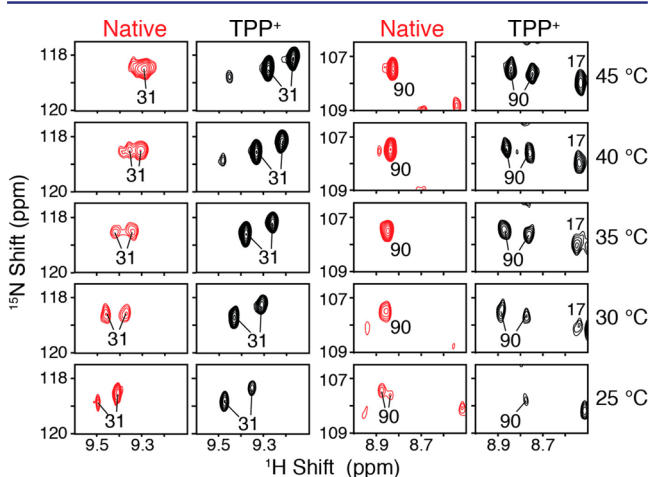 Native TPP⁺ Native TPP⁺
118 31 31 107 90 90 17 45 °C
120 109
118 31 31 107 90 90 17 40 °C
120 109
118 31 31 107 90 90 17 35 °C
120 109
118 31 31 107 90 90 17 30 °C
120 109
118 31 31 107 90 90 25 °C
120 109
9.5 9.3 9.5 9.3 8.9 8.7 8.9 8.7
¹⁵N Shift (ppm)
¹H Shift (ppm)